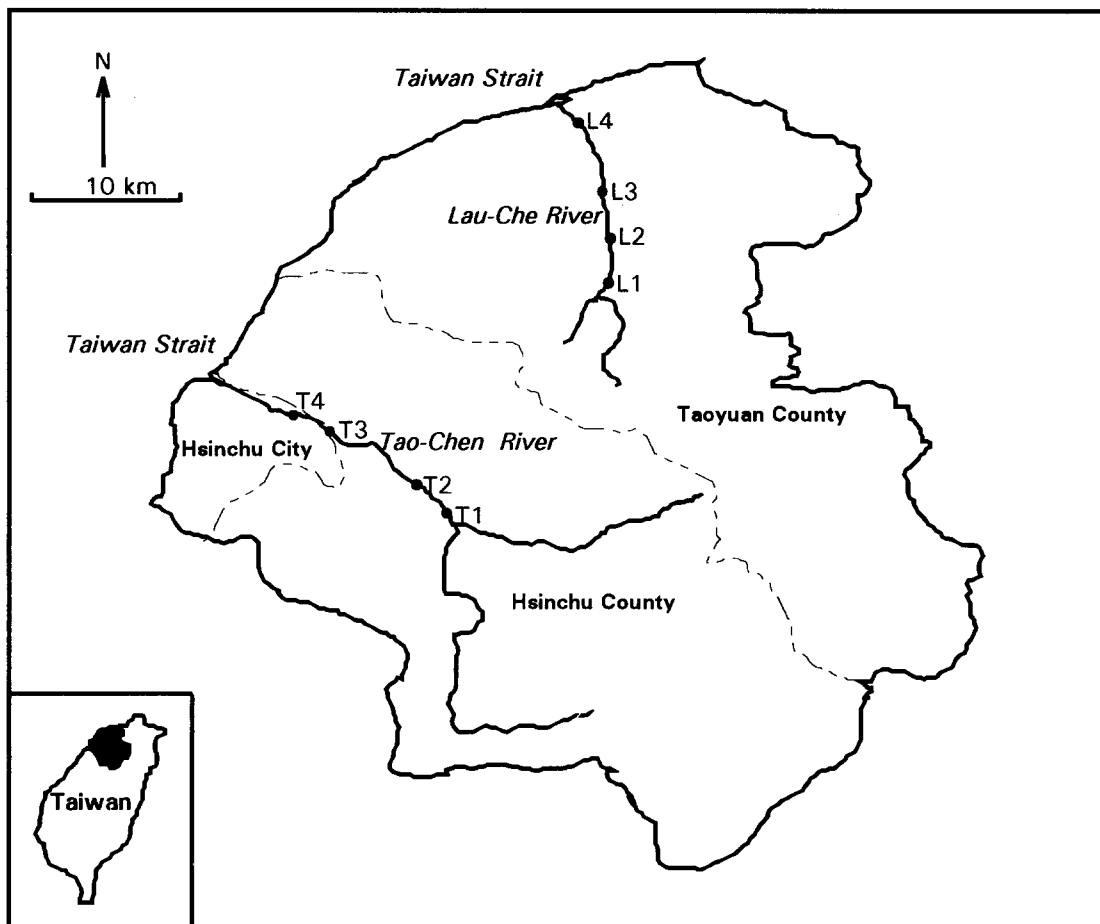 N
10 km
Taiwan Strait
L4
L3
Lau-Che River
L2
L1
Taiwan Strait
T4
T3
Taoyuan County
Hsinchu City
Tao-Chen River
T2
T1
Hsinchu County
Taiwan